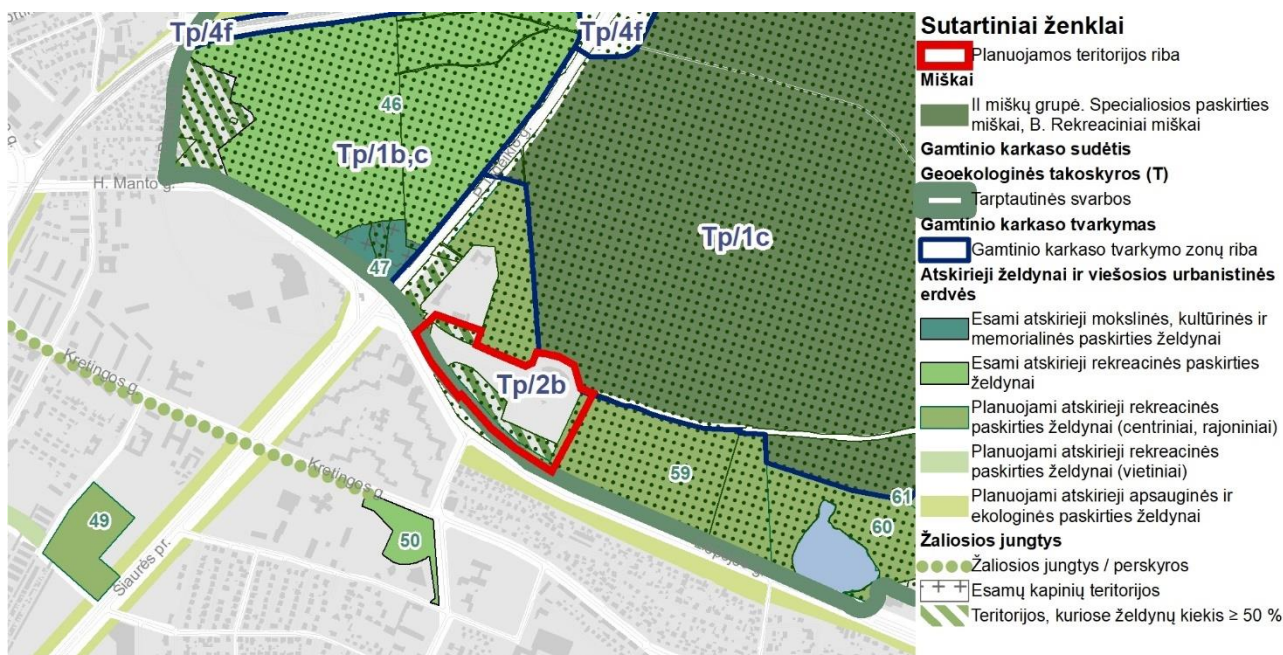 Tp/4f
Tp/4f
46
Tp/1b,c
H. Manto g.
Tp/1c
47
Kretingos g.
Tp/2b
59
61
60
Kretingos g.
49
50
Šiaurės pr.
Sutartiniai ženklai
Planuojamos teritorijos riba
Miškai
II miškų grupė. Specialiosios paskirties
miškai, B. Rekreaciniai miškai
Gamtinio karkaso sudėtis
Geoekologinės takoskyros (T)
Tarptautinės svarbos
Gamtinio karkaso tvarkymas
Gamtinio karkaso tvarkymo zonų riba
Atskirieji želdynai ir viešosios urbanistinės
erdvės
Esami atskirieji mokslinės, kultūrinės ir
memorialinės paskirties želdynai
Esami atskirieji rekreacinės paskirties
želdynai
Planuojami atskirieji rekreacinės
paskirties želdynai (centriniai, rajoniniai)
Planuojami atskirieji rekreacinės
paskirties želdynai (vietiniai)
Planuojami atskirieji apsauginės ir
ekologinės paskirties želdynai
Žaliosios jungtys
Žaliosios jungtys / perskyros
Esamų kapinių teritorijos
Teritorijos, kuriose želdynų kiekis ≥ 50 %